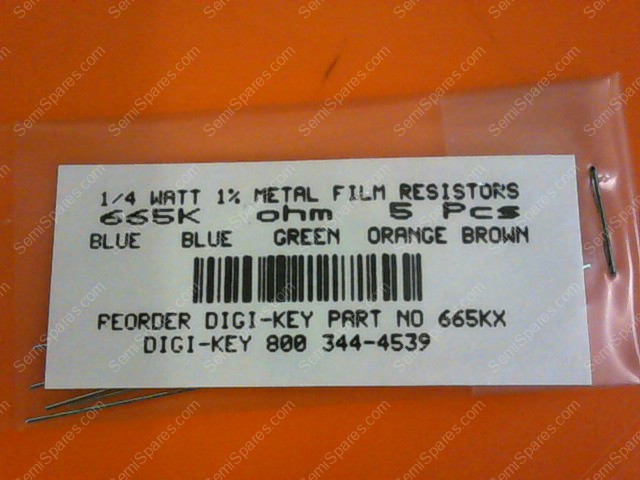 1/4 WATT 1% METAL FILM RESISTORS
665K ohm 5 Pcs
BLUE BLUE GREEN ORANGE BROWN
REORDER DIGI-KEY PART NO 665KX
DIGI-KEY 800 344-4539
SemiSpares.com